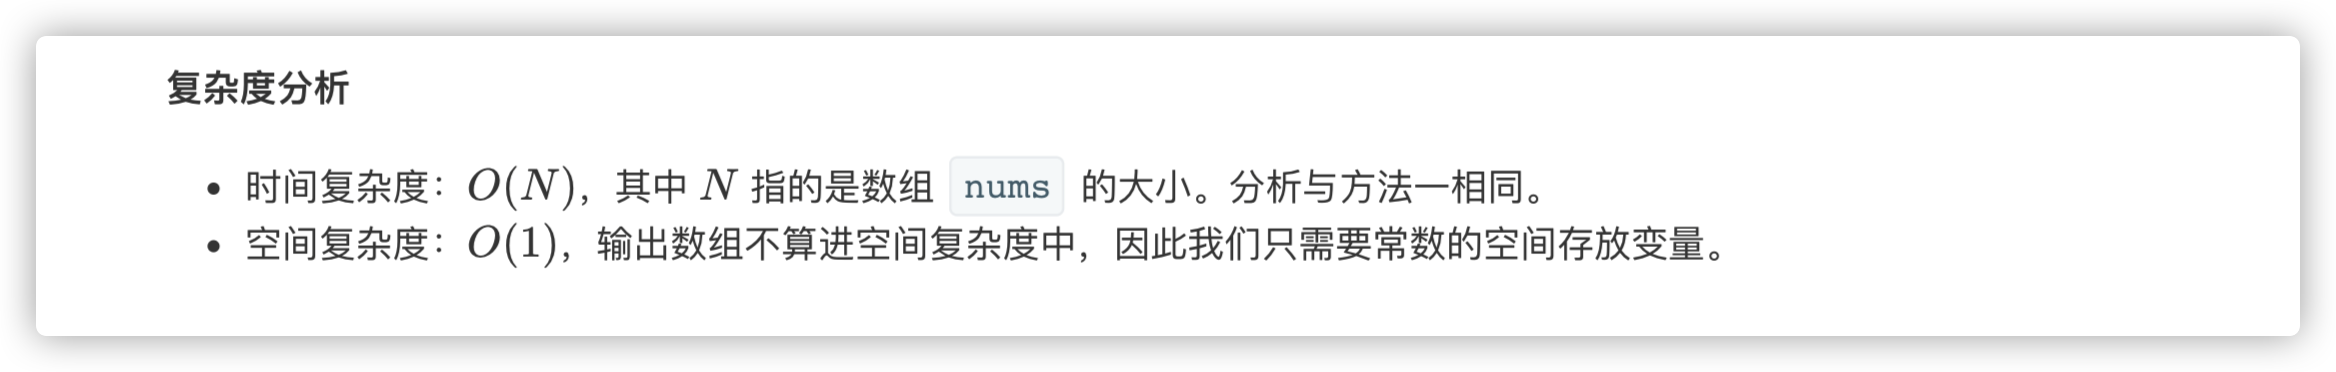 复杂度分析
• 时间复杂度：O(N)，其中 N 指的是数组 nums 的大小。分析与方法一相同。
• 空间复杂度：O(1)，输出数组不算进空间复杂度中，因此我们只需要常数的空间存放变量。